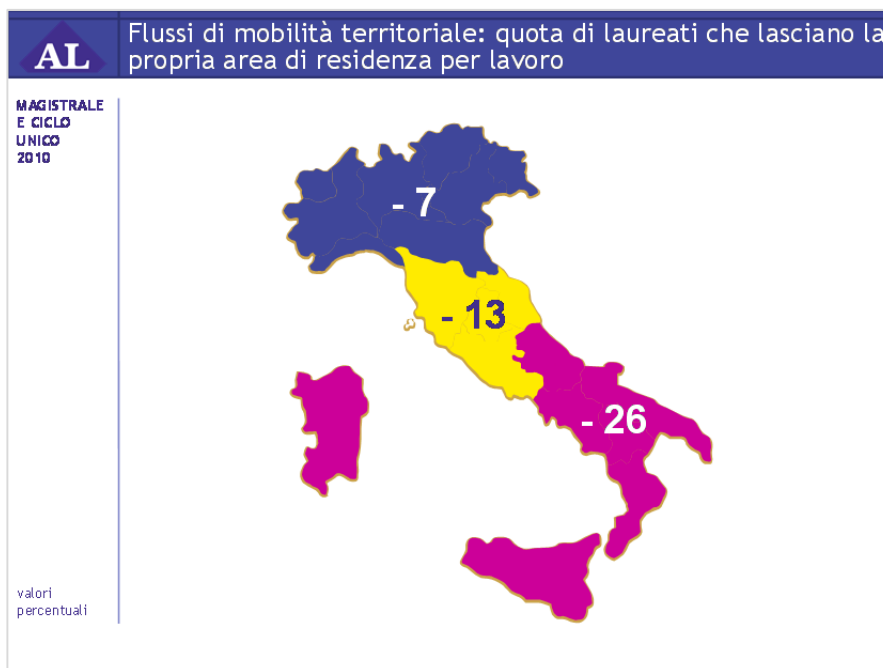 AL
Flussi di mobilità territoriale: quota di laureati che lasciano la
propria area di residenza per lavoro
MAGISTRALE
E CICLO
UNICO
2010
- 7
- 13
- 26
valori
percentuali